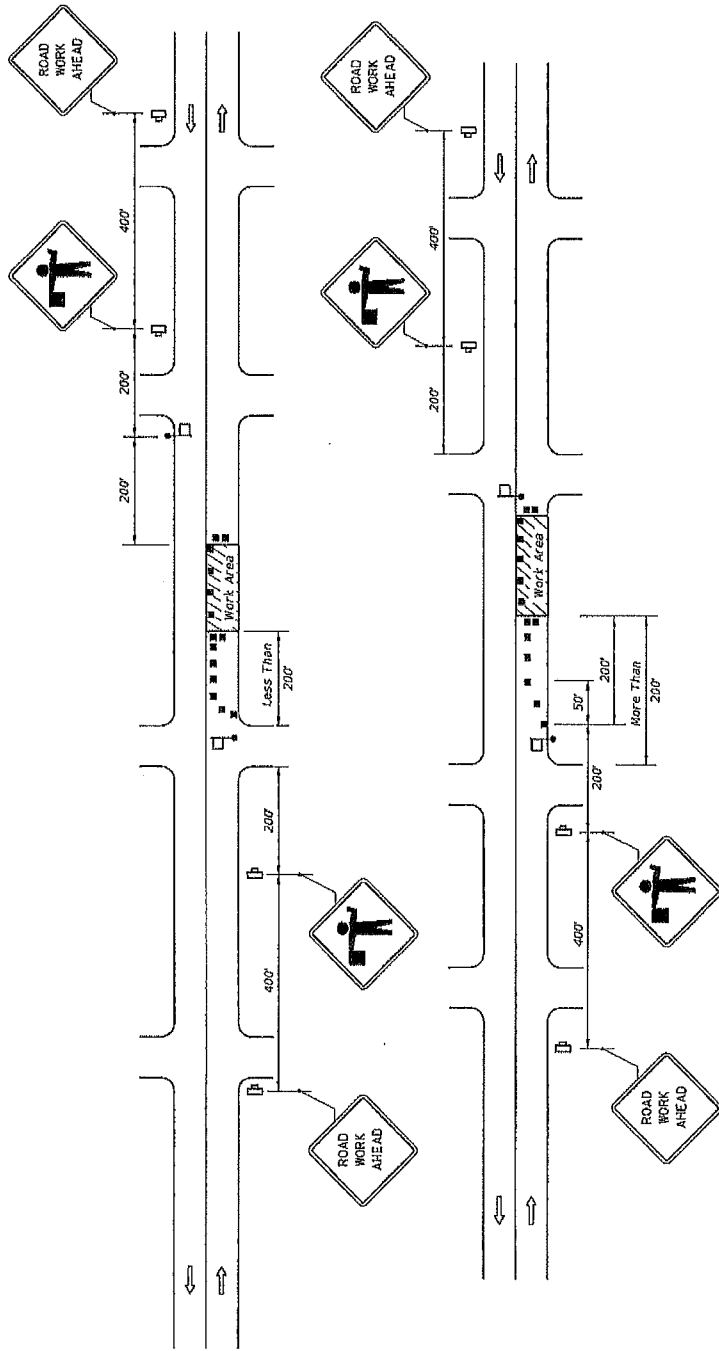 ROAD
WORK
AHEAD
400'
200'
200'
Work Area
Less Than
200'
200'
400'
ROAD
WORK
AHEAD
ROAD
WORK
AHEAD
400'
200'
Work Area
200'
More Than
200'
50'
200'
400'
ROAD
WORK
AHEAD